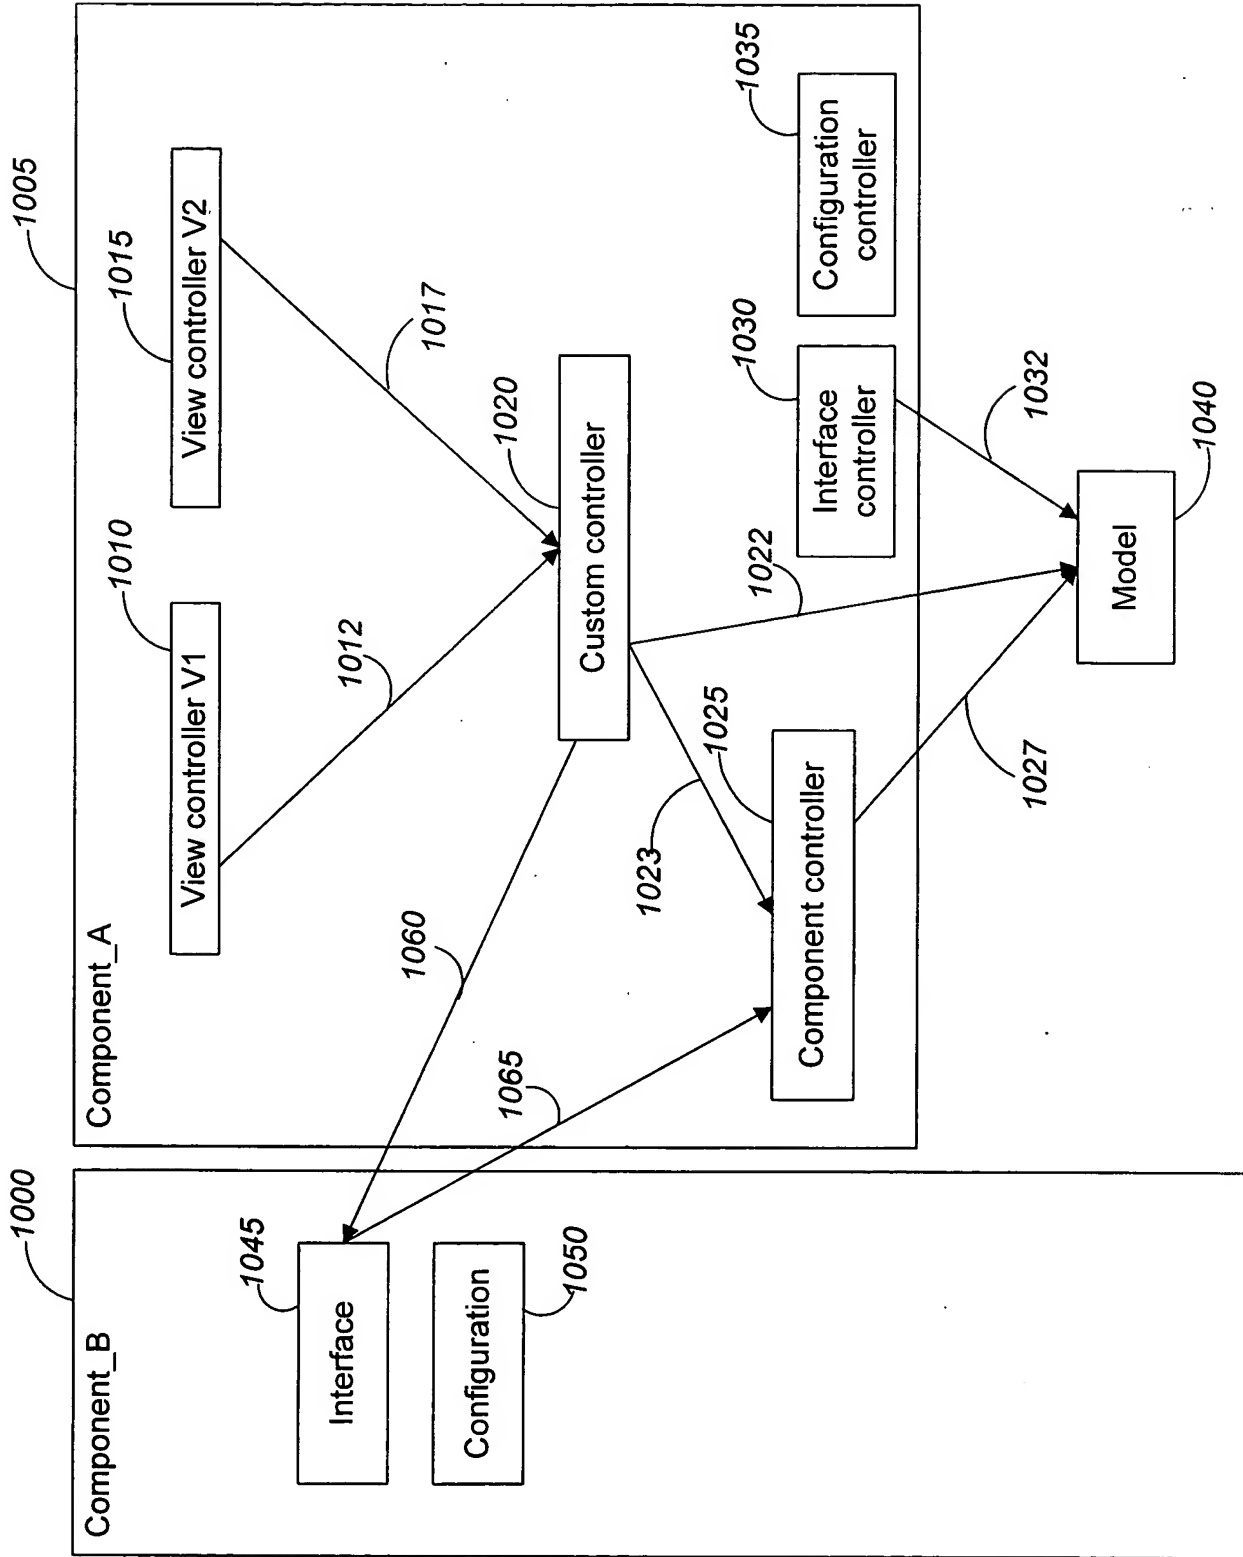 1000
Component_B
1045
Interface
Configuration
1050
1005
Component_A
1010
View controller V1
1015
View controller V2
1012
1017
1060
1065
1020
Custom controller
1023
1025
Component controller
1022
1030
Interface
controller
1035
Configuration
controller
1027
1032
Model
1040